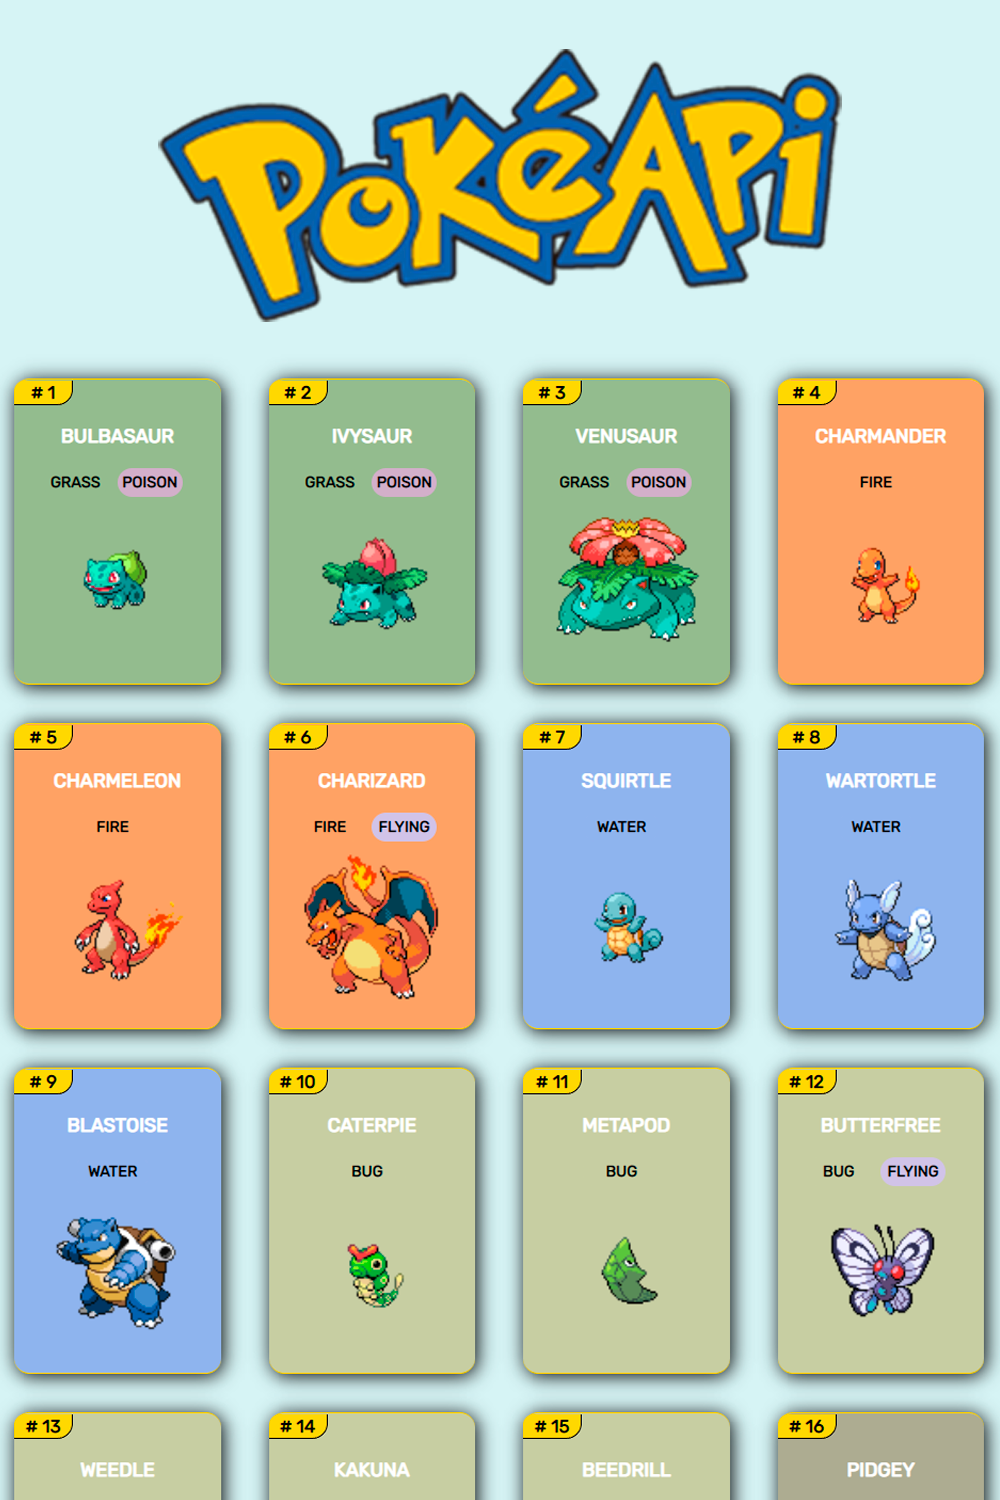 PokéApi
# 1
BULBASAUR
GRASS POISON
# 2
IVYSAUR
GRASS POISON
# 3
VENUSAUR
GRASS POISON
# 4
CHARMANDER
FIRE
# 5
CHARMELEON
FIRE
# 6
CHARIZARD
FIRE FLYING
# 7
SQUIRTLE
WATER
# 8
WARTORTLE
WATER
# 9
BLASTOISE
WATER
# 10
CATERPIE
BUG
# 11
METAPOD
BUG
# 12
BUTTERFREE
BUG FLYING
# 13
WEEDLE
# 14
KAKUNA
# 15
BEEDRILL
# 16
PIDGEY